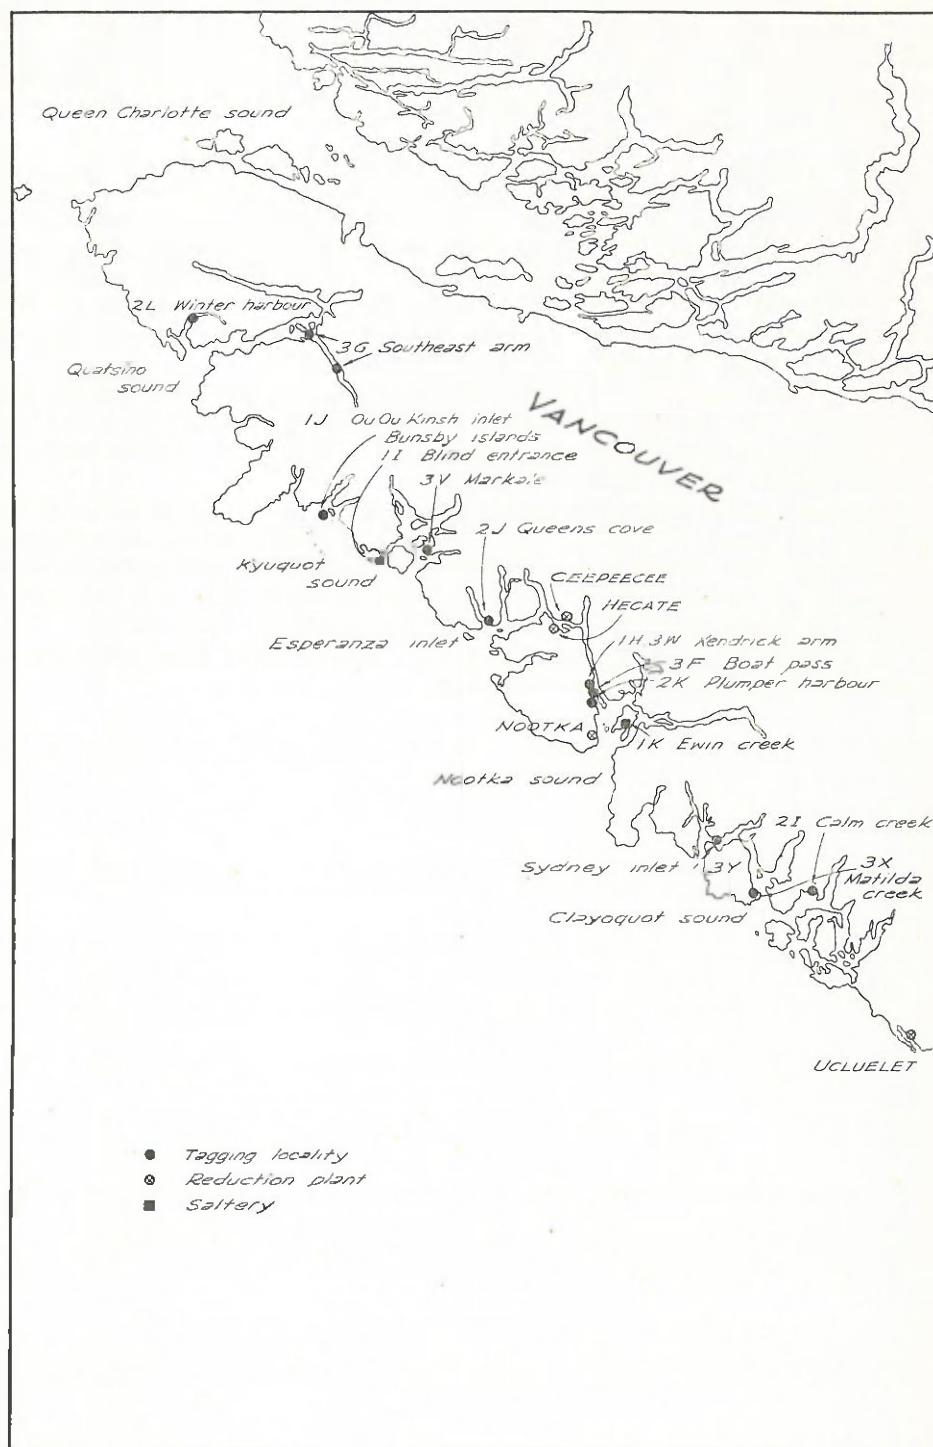 Queen Charlotte sound
2L Winter harbour
3G Southeast arm
Quatsino
sound
VANCOUVER
1J OuOuKinsh inlet
Bunsby islands
1I Blind entrance
3V Markale
2J Queens cove
Kyuquot
sound
CEEPEECEE
HECATE
Esperanza inlet
1H 3W Kendrick arm
3F Boat pass
2K Plumper harbour
NOOTKA
1K Ewin creek
Nootka sound
2I Calm creek
Sydney inlet 3Y
3X
Matilda
creek
Clayoquot sound
UCLUELET
Tagging locality
Reduction plant
Saltery